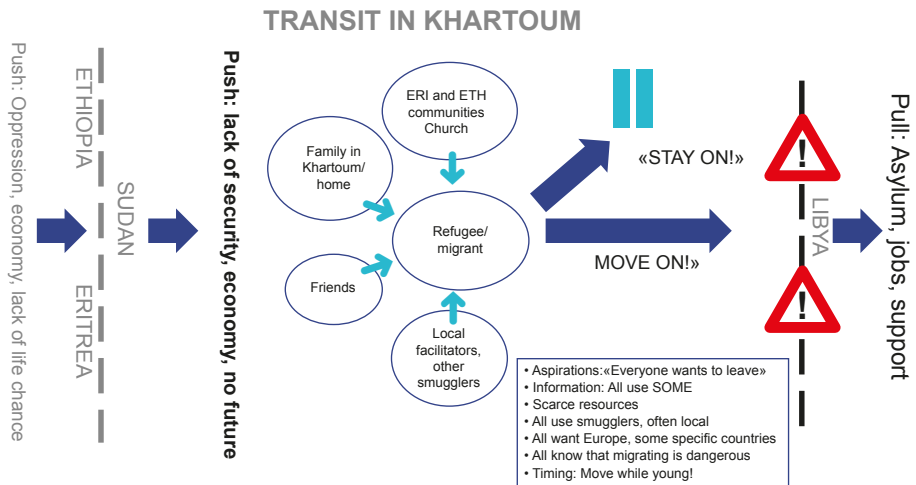 TRANSIT IN KHARTOUM
Push: Oppression, economy, lack of life chance
ETHIOPIA
ERITREA
SUDAN
Push: lack of security, economy, no future
ERI and ETH
communities
Church
Family in
Khartoum/
home
Refugee/
migrant
Friends
Local
facilitators,
other
smugglers
«STAY ON!»
MOVE ON!»
!
!
LIBYA
Pull: Asylum, jobs, support
• Aspirations:«Everyone wants to leave»
• Information: All use SOME
• Scarce resources
• All use smugglers, often local
• All want Europe, some specific countries
• All know that migrating is dangerous
• Timing: Move while young!